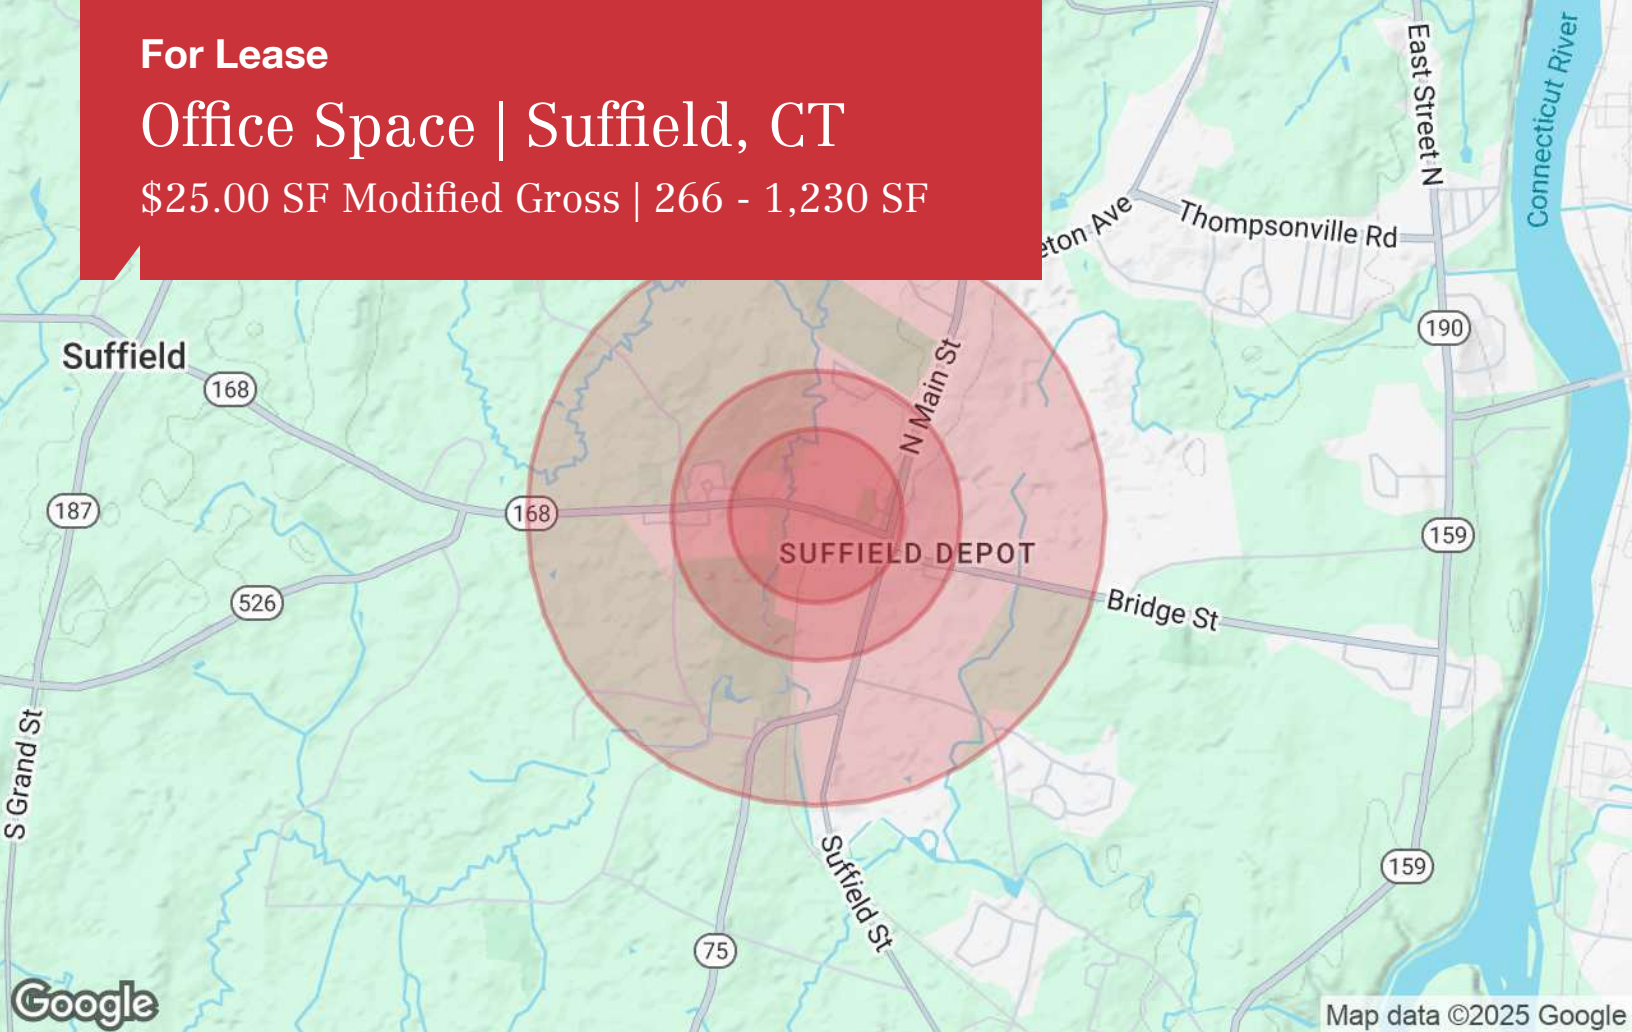 For Lease
Office Space | Suffield, CT
$25.00 SF Modified Gross | 266 - 1,230 SF
East Street N
Connecticut River
Thompsonville Rd
eton Ave
190
Suffield
168
N Main St
187
168
159
SUFFIELD DEPOT
526
Bridge St
S Grand St
Suffield St
159
75
Google
Map data ©2025 Google